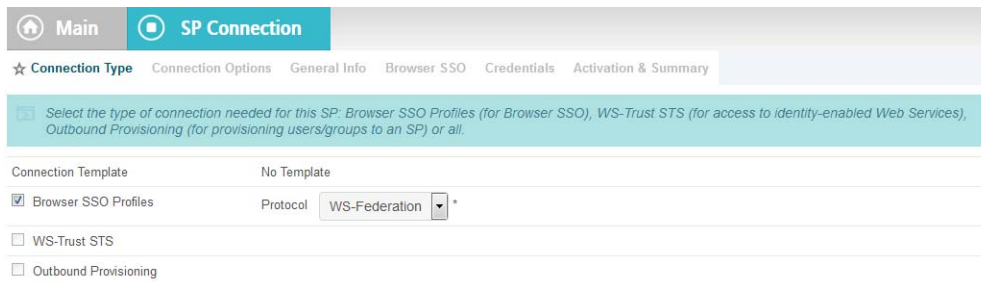 Main SP Connection
Connection Type Connection Options General Info Browser SSO Credentials Activation & Summary
Select the type of connection needed for this SP: Browser SSO Profiles (for Browser SSO), WS-Trust STS (for access to identity-enabled Web Services),
Outbound Provisioning (for provisioning users/groups to an SP) or all.
Connection Template No Template
Browser SSO Profiles Protocol WS-Federation *
WS-Trust STS
Outbound Provisioning